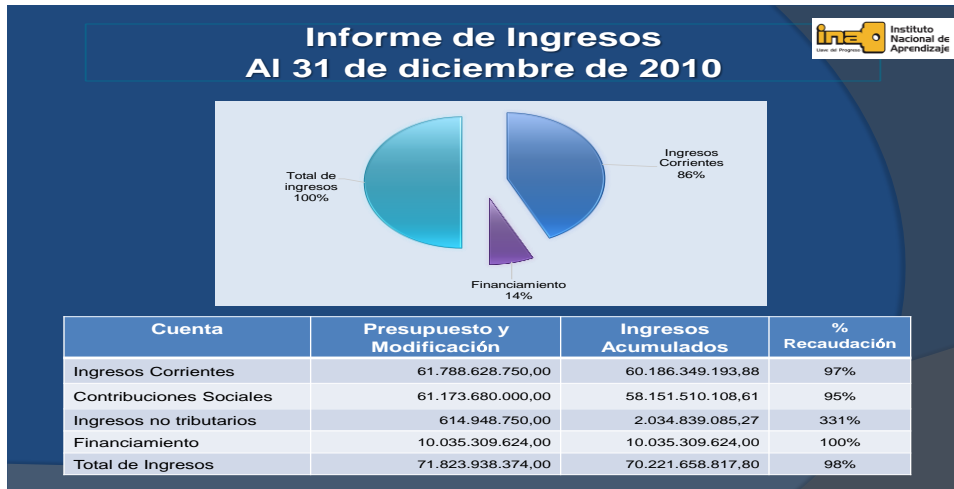 Informe de Ingresos
Al 31 de diciembre de 2010
ina
Llave del Progreso
Instituto
Nacional de
Aprendizaje
Ingresos
Corrientes
86%
Total de
ingresos
100%
Financiamiento
14%
Cuenta Presupuesto y Modificación Ingresos Acumulados % Recaudación
Ingresos Corrientes 61.788.628.750,00 60.186.349.193,88 97%
Contribuciones Sociales 61.173.680.000,00 58.151.510.108,61 95%
Ingresos no tributarios 614.948.750,00 2.034.839.085,27 331%
Financiamiento 10.035.309.624,00 10.035.309.624,00 100%
Total de Ingresos 71.823.938.374,00 70.221.658.817,80 98%